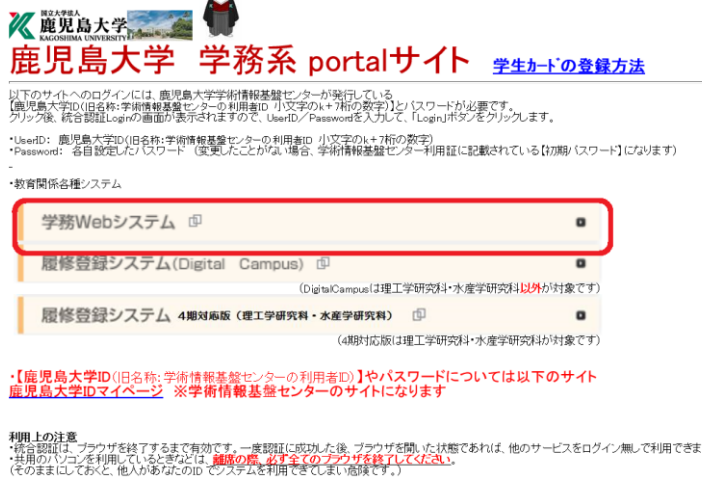 国立大学法人
鹿児島大学
KAGOSHIMA UNIVERSITY
鹿児島大学 学務系 portalサイト 学生カードの登録方法
以下のサイトへのログインには、鹿児島大学学術情報基盤センターが発行している
【鹿児島大学ID(旧名称:学術情報基盤センターの利用者ID 小文字のk+7桁の数字)】とパスワードが必要です。
クリック後、統合認証Loginの画面が表示されますので、UserID/Passwordを入力して、「Login」ボタンをクリックします。
・UserID: 鹿児島大学ID(旧名称:学術情報基盤センターの利用者ID 小文字のk+7桁の数字)
・Password: 各自設定したパスワード (変更したことがない場合、学術情報基盤センター利用証に記載されている【初期パスワード】になります)
-
・教育関係各種システム
学務Webシステム
履修登録システム(Digital Campus)
(DigitalCampusは理工学研究科・水産学研究科以外が対象です)
履修登録システム 4期対応版(理工学研究科・水産学研究科)
(4期対応版は理工学研究科・水産学研究科が対象です)
・【鹿児島大学ID(旧名称:学術情報基盤センターの利用者ID)】やパスワードについては以下のサイト
鹿児島大学IDマイページ ※学術情報基盤センターのサイトになります
利用上の注意
・統合認証は、ブラウザを終了するまで有効です。一度認証に成功した後、ブラウザを開いた状態であれば、他のサービスをログイン無しで利用できま
・共用のパソコンを利用しているときなどは、離席の際、必ず全てのブラウザを終了してください。
(そのままにしておくと、他人があなたのIDでシステムを利用できてしまい危険です。)